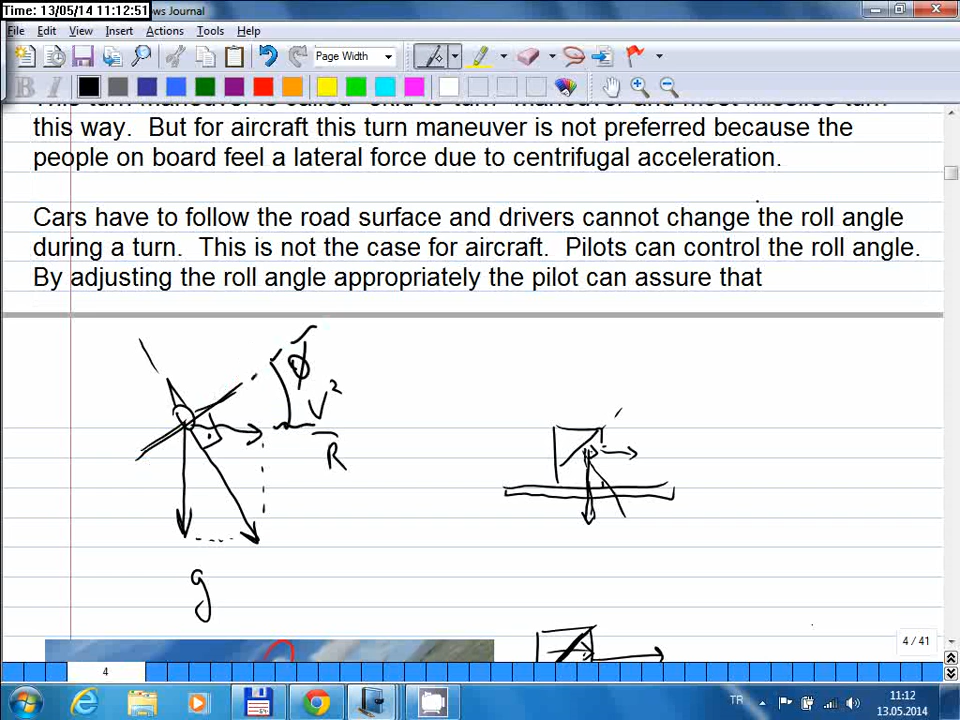 Time: 13/05/14 11:12:51
ws Journal
File Edit View Insert Actions Tools Help
Page Width
B I
this way. But for aircraft this turn maneuver is not preferred because the
people on board feel a lateral force due to centrifugal acceleration.
Cars have to follow the road surface and drivers cannot change the roll angle
during a turn. This is not the case for aircraft. Pilots can control the roll angle.
By adjusting the roll angle appropriately the pilot can assure that
V²
R
g
4 / 41
4
TR
11:12
13.05.2014